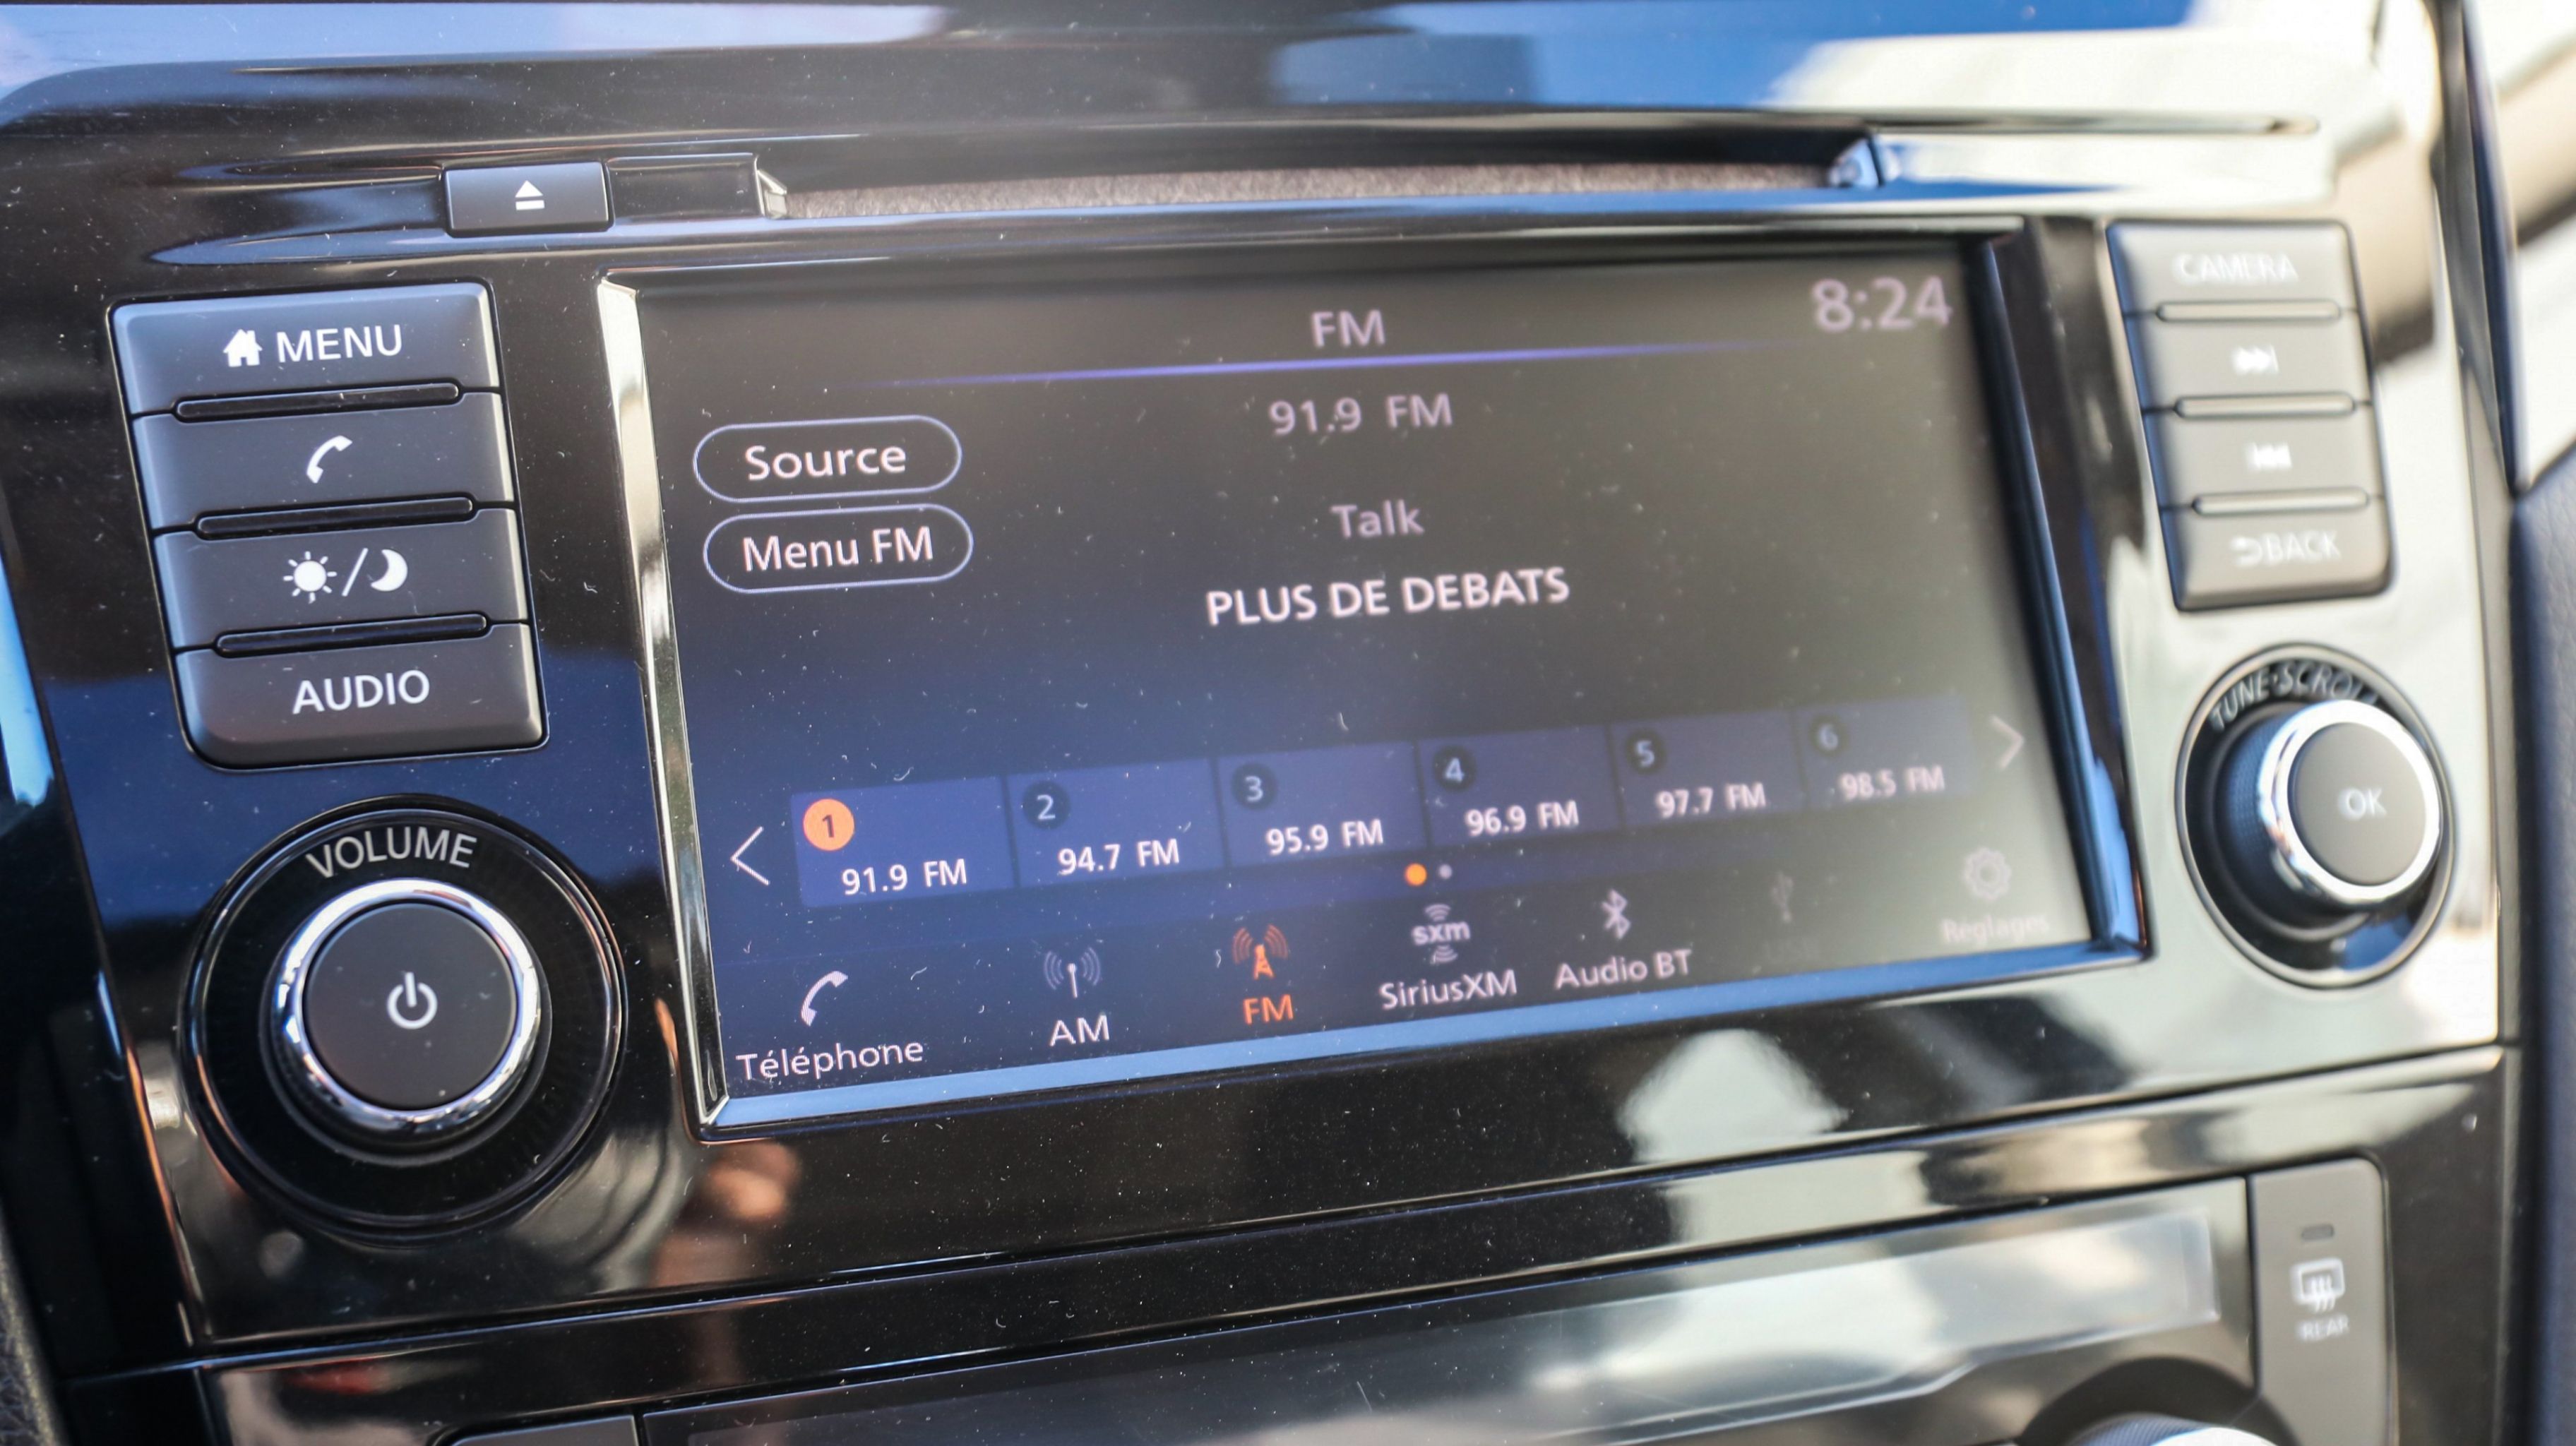 MENU
AUDIO
VOLUME
FM
8:24
91.9 FM
Source
Menu FM
Talk
PLUS DE DEBATS
1
91.9 FM
2
94.7 FM
3
95.9 FM
4
96.9 FM
5
97.7 FM
6
98.5 FM
Téléphone
AM
FM
sxm
SiriusXM
Audio BT
Réglages
CAMERA
BACK
TUNE·SCROLL
OK
REAR